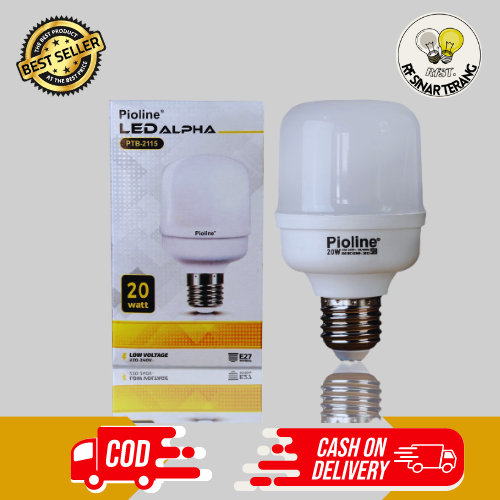 THE BEST PRODUCT
BEST SELLER
AT THE BEST PRICE
RFST.
RF SINAR TERANG
Pioline®
LED ALPHA
PTB-2115
Pioline®
20
watt
LOW VOLTAGE
E27
Pioline®
20W
COD
CASH ON
DELIVERY